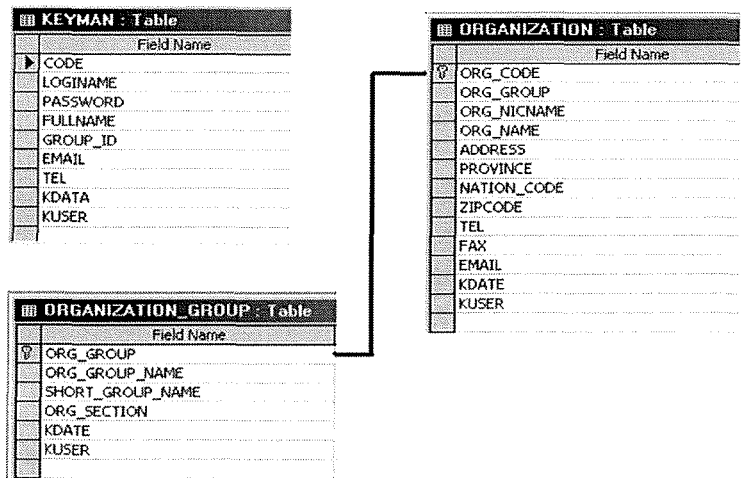 KEYMAN : Table
Field Name
CODE
LOGINAME
PASSWORD
FULLNAME
GROUP_ID
EMAIL
TEL
KDATA
KUSER
ORGANIZATION : Table
Field Name
ORG_CODE
ORG_GROUP
ORG_NICNAME
ORG_NAME
ADDRESS
PROVINCE
NATION_CODE
ZIPCODE
TEL
FAX
EMAIL
KDATE
KUSER
ORGANIZATION_GROUP : Table
Field Name
ORG_GROUP
ORG_GROUP_NAME
SHORT_GROUP_NAME
ORG_SECTION
KDATE
KUSER